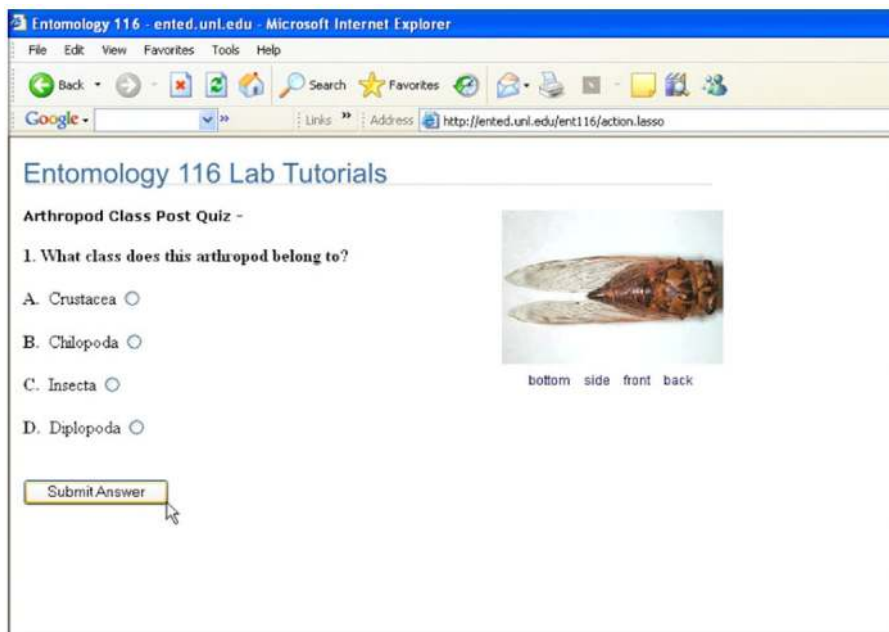 Entomology 116 - ented.unl.edu - Microsoft Internet Explorer
File Edit View Favorites Tools Help
Back Search Favorites
Google Links » Address http://ented.unl.edu/ent116/action.lasso
Entomology 116 Lab Tutorials
Arthropod Class Post Quiz -
1. What class does this arthropod belong to?
A. Crustacea
B. Chilopoda
C. Insecta
D. Diplopoda
bottom side front back
Submit Answer